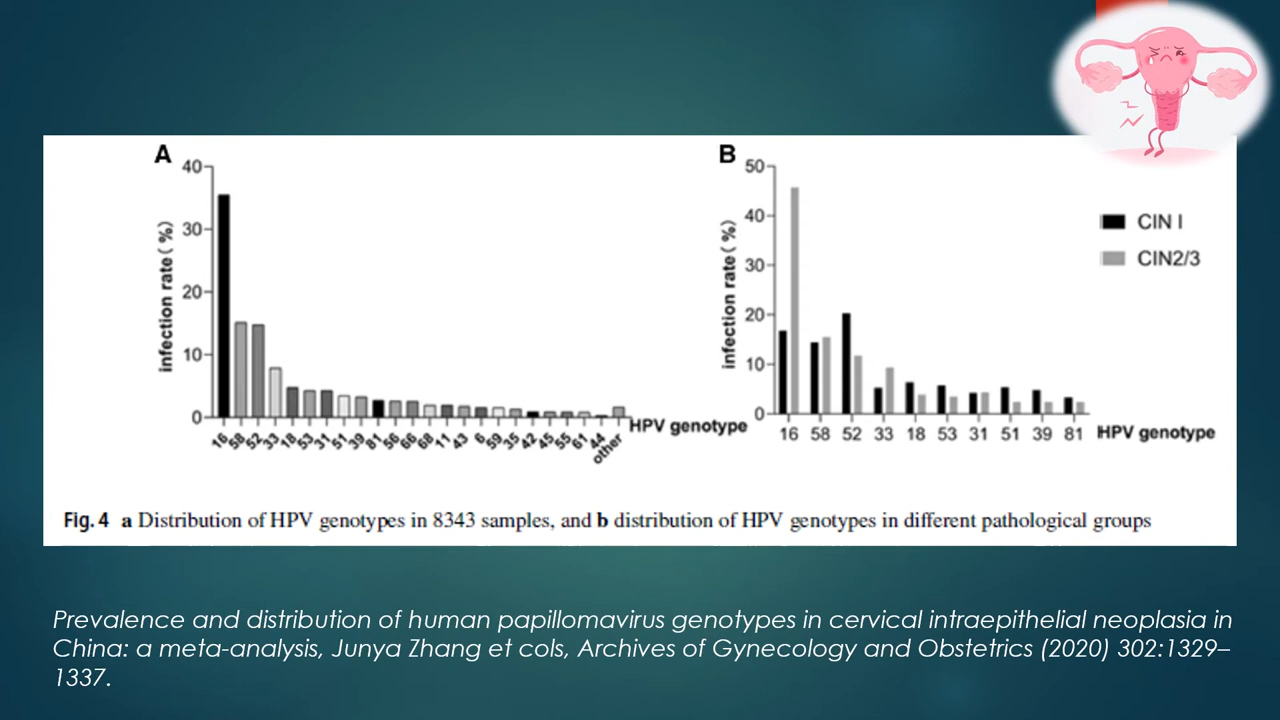 A
infection rate ( %)
40
30
20
10
0
16 58 52 33 18 53 31 51 39 81 56 66 68 11 43 6 59 35 42 45 55 61 44 other
HPV genotype
B
infection rate ( %)
50
40
30
20
10
0
16 58 52 33 18 53 31 51 39 81
HPV genotype
CIN I
CIN2/3
Fig. 4 a Distribution of HPV genotypes in 8343 samples, and b distribution of HPV genotypes in different pathological groups
Prevalence and distribution of human papillomavirus genotypes in cervical intraepithelial neoplasia in
China: a meta-analysis, Junya Zhang et cols, Archives of Gynecology and Obstetrics (2020) 302:1329–
1337.